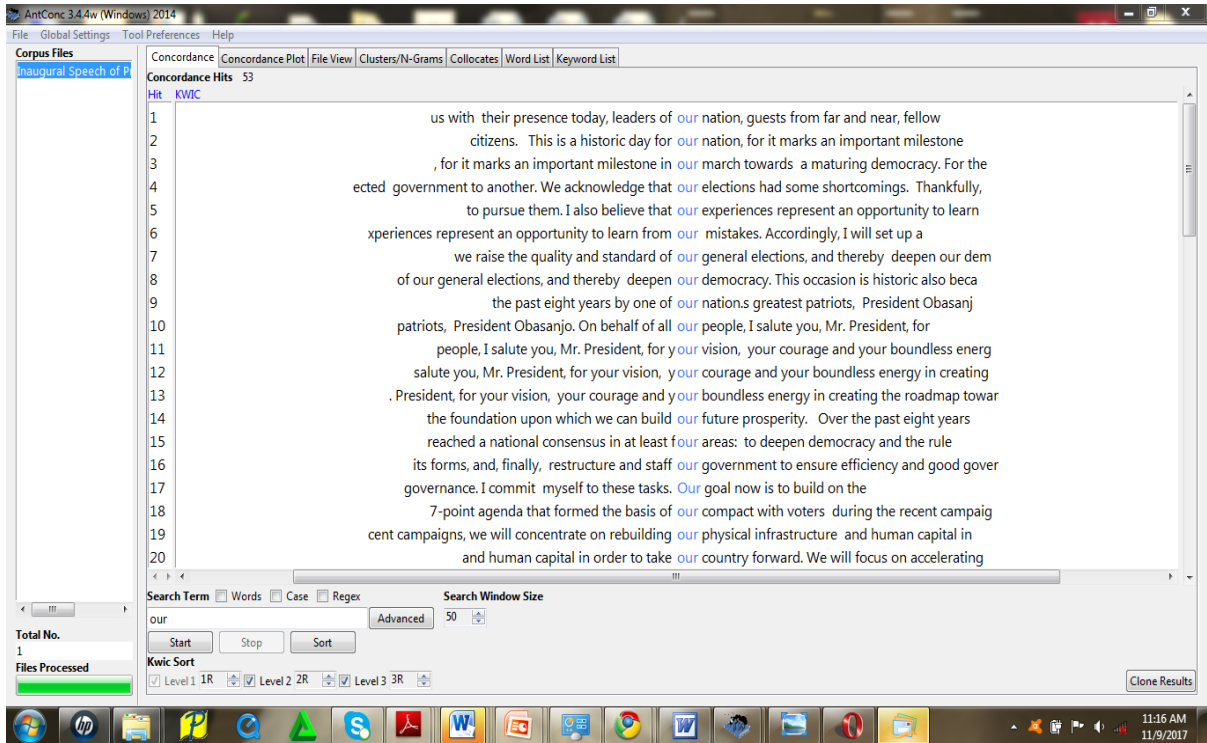 AntConc 3.4.4w (Windows) 2014
File Global Settings Tool Preferences Help
Corpus Files
Inaugural Speech of P
Concordance Concordance Plot File View Clusters/N-Grams Collocates Word List Keyword List
Concordance Hits 53
Hit KWIC
1 us with their presence today, leaders of our nation, guests from far and near, fellow
2 citizens. This is a historic day for our nation, for it marks an important milestone
3 , for it marks an important milestone in our march towards a maturing democracy. For the
4 ected government to another. We acknowledge that our elections had some shortcomings. Thankfully,
5 to pursue them. I also believe that our experiences represent an opportunity to learn
6 xperiences represent an opportunity to learn from our mistakes. Accordingly, I will set up a
7 we raise the quality and standard of our general elections, and thereby deepen our dem
8 of our general elections, and thereby deepen our democracy. This occasion is historic also beca
9 the past eight years by one of our nation.s greatest patriots, President Obasanj
10 patriots, President Obasanjo. On behalf of all our people, I salute you, Mr. President, for
11 people, I salute you, Mr. President, for your vision, your courage and your boundless energ
12 salute you, Mr. President, for your vision, your courage and your boundless energy in creating
13 . President, for your vision, your courage and your boundless energy in creating the roadmap towar
14 the foundation upon which we can build our future prosperity. Over the past eight years
15 reached a national consensus in at least four areas: to deepen democracy and the rule
16 its forms, and, finally, restructure and staff our government to ensure efficiency and good gover
17 governance. I commit myself to these tasks. Our goal now is to build on the
18 7-point agenda that formed the basis of our compact with voters during the recent campaig
19 cent campaigns, we will concentrate on rebuilding our physical infrastructure and human capital in
20 and human capital in order to take our country forward. We will focus on accelerating
Search Term Words Case Regex Search Window Size
our Advanced 50
Start Stop Sort
Total No.
1
Files Processed
Kwic Sort
Level 1 1R Level 2 2R Level 3 3R
Clone Results
11:16 AM
11/9/2017